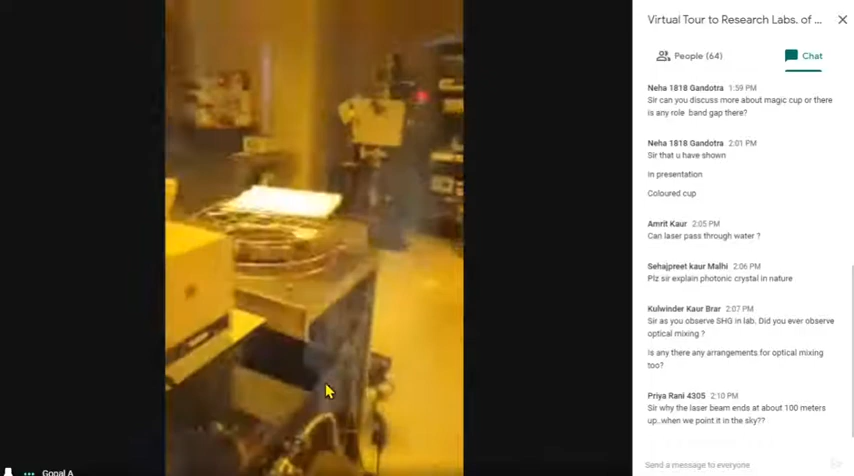 Virtual Tour to Research Labs. of ...
People (64)
Chat
Neha 1818 Gandotra 1:59 PM
Sir can you discuss more about magic cup or there
is any role band gap there?
Neha 1818 Gandotra 2:01 PM
Sir that u have shown
in presentation
Coloured cup
Amrit Kaur 2:05 PM
Can laser pass through water ?
Sehajpreet Kaur Malhi 2:06 PM
Plz sir explain photonic crystal in nature
Kulwinder Kaur Brar 2:07 PM
Sir as you observe SHG in lab. Did you ever observe
optical mixing ?
Is any there any arrangements for optical mixing
too?
Priya Rani 4305 2:10 PM
Sir why the laser beam ends at about 100 meters
up..when we point it in the sky??
Send a message to everyone
Gopal A